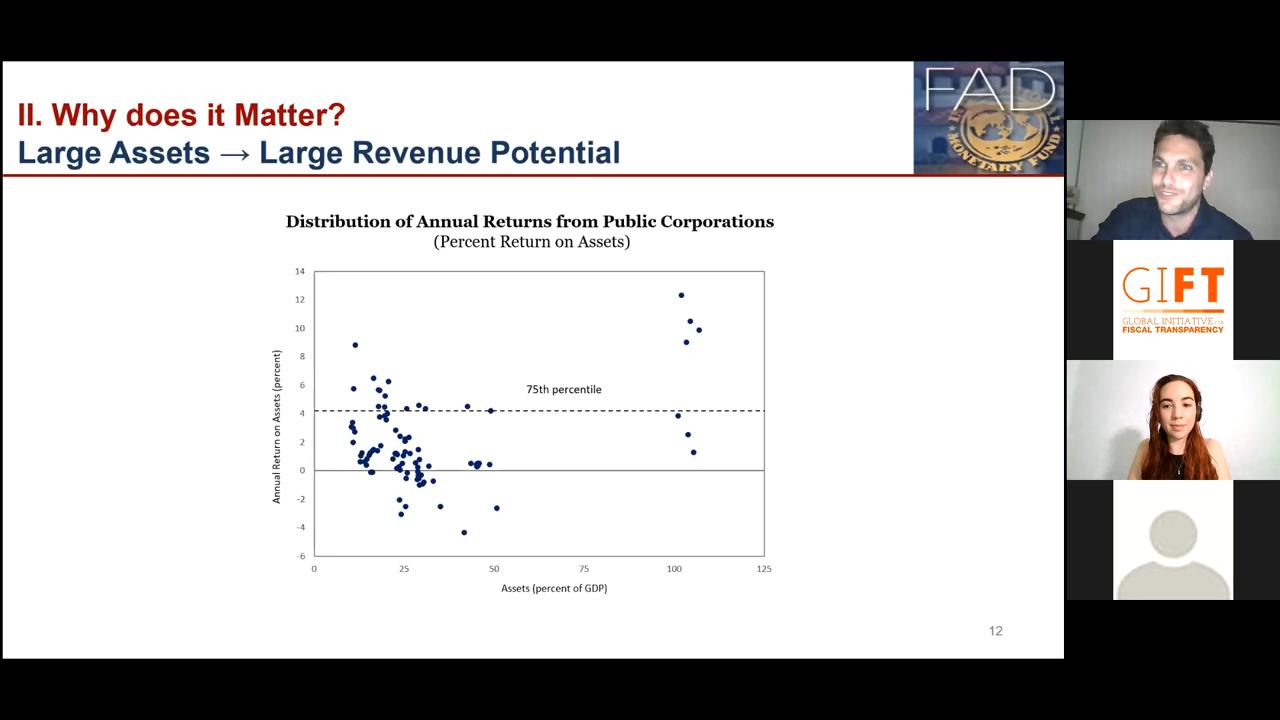 II. Why does it Matter?
Large Assets → Large Revenue Potential
FAD
INTERNATIONAL MONETARY FUND
Distribution of Annual Returns from Public Corporations
(Percent Return on Assets)
Annual Return on Assets (percent)
14
12
10
8
6
4
2
0
-2
-4
-6
75th percentile
0
25
50
75
100
125
Assets (percent of GDP)
12
GIFT
GLOBAL INITIATIVE FOR
FISCAL TRANSPARENCY